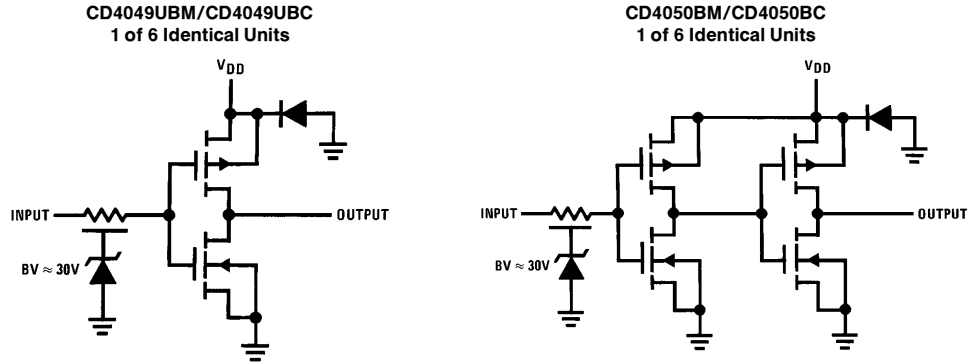 CD4049UBM/CD4049UBC
1 of 6 Identical Units
VDD
INPUT
OUTPUT
BV ≈ 30V
CD4050BM/CD4050BC
1 of 6 Identical Units
VDD
INPUT
OUTPUT
BV ≈ 30V